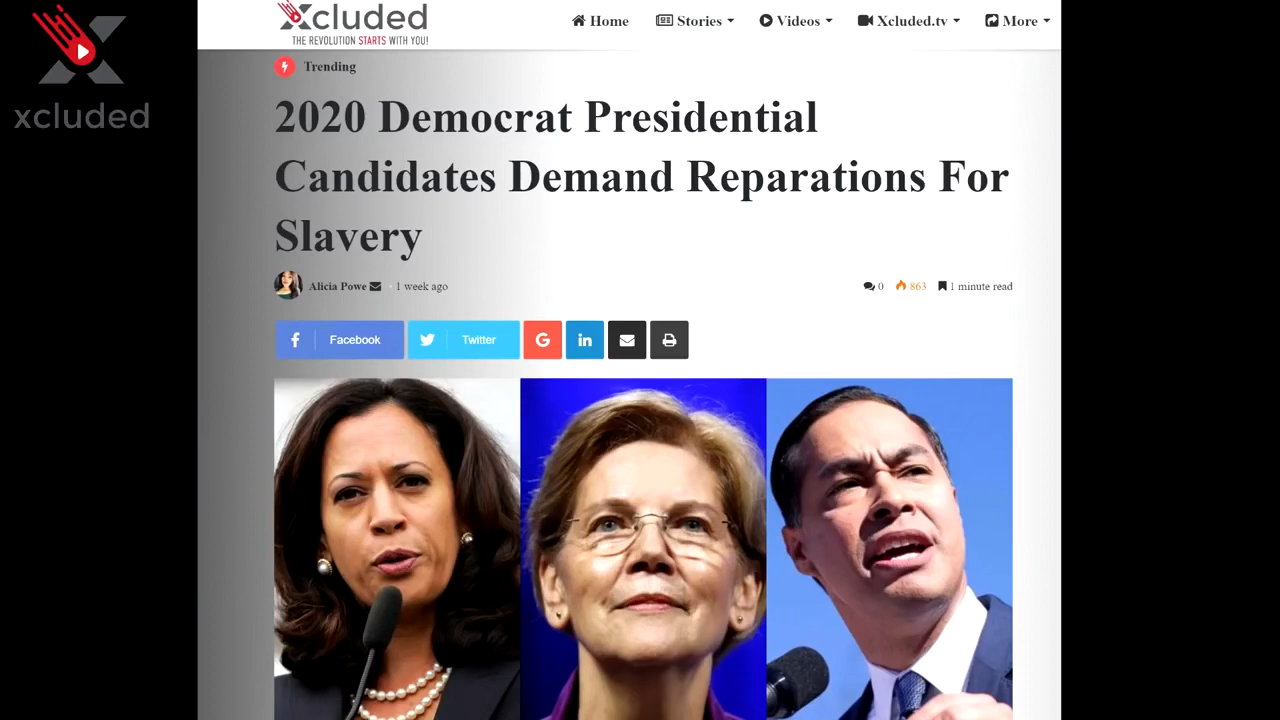 xcluded
Xcluded
THE REVOLUTION STARTS WITH YOU!
Home Stories Videos Xcluded.tv More
Trending
2020 Democrat Presidential
Candidates Demand Reparations For
Slavery
Alicia Powe 1 week ago 0 863 1 minute read
Facebook Twitter G in